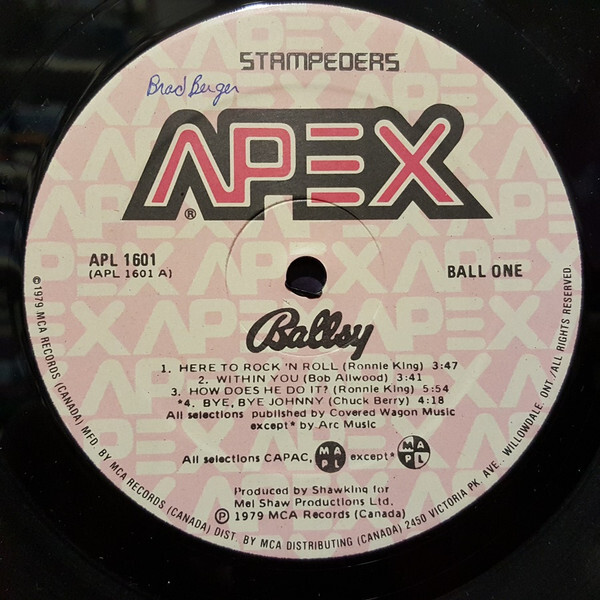 STAMPEDERS
Brad Berger
APEX
®
APL 1601
(APL 1601 A)
BALL ONE
Ballsy
1. HERE TO ROCK 'N ROLL (Ronnie King) 3:47
2. WITHIN YOU (Bob Allwood) 3:41
3. HOW DOES HE DO IT? (Ronnie King) 5:54
*4. BYE, BYE JOHNNY (Chuck Berry) 4:18
All selections published by Covered Wagon Music
except* by Arc Music
All selections CAPAC, MAPL except* MAPL
Produced by Shawking for
Mel Shaw Productions Ltd.
℗ 1979 MCA Records (Canada)
©1979 MCA RECORDS (CANADA) MFD. BY MCA RECORDS (CANADA) DIST. BY MCA DISTRIBUTING (CANADA) 2450 VICTORIA PK. AVE. WILLOWDALE, ONT./ALL RIGHTS RESERVED.